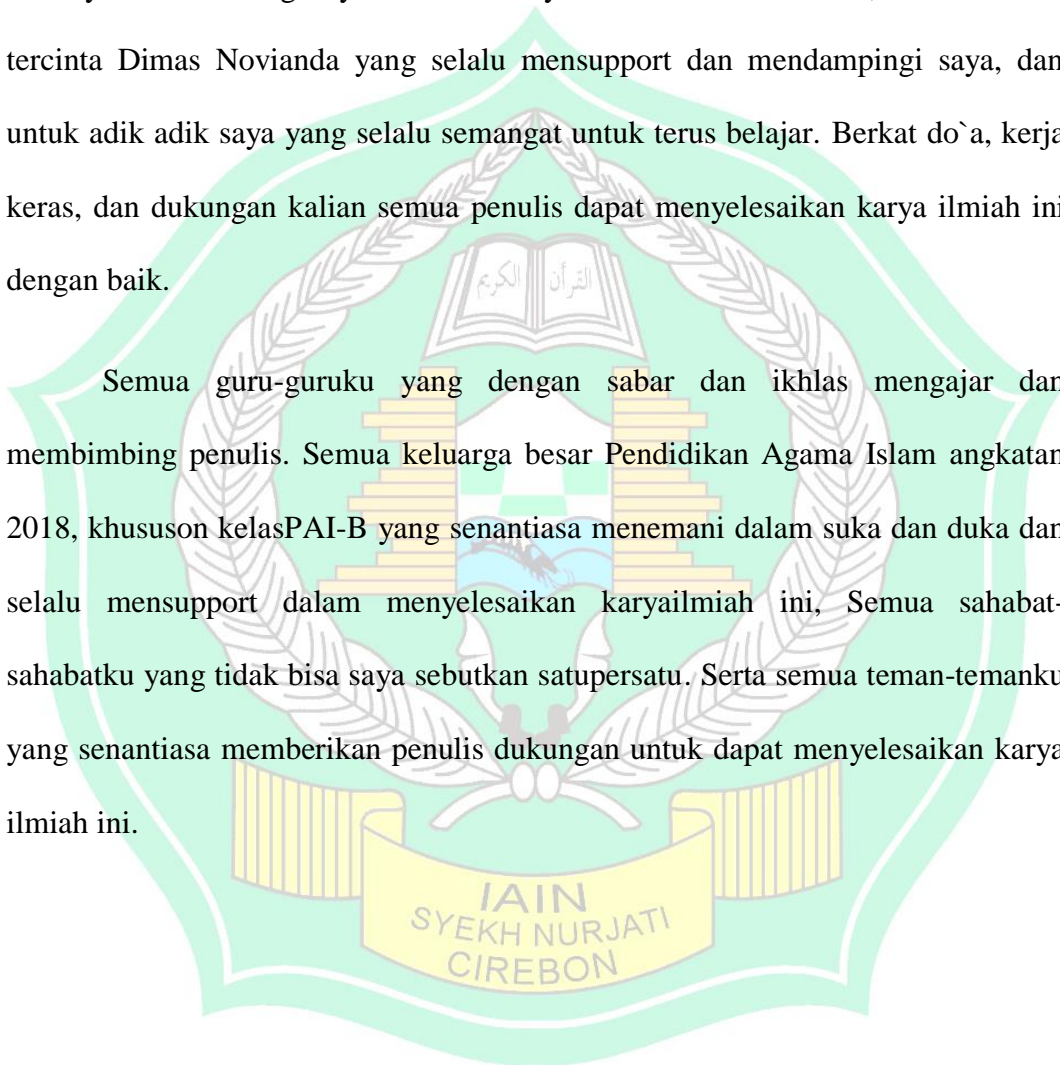 tercinta Dimas Novianda yang selalu mensupport dan mendampingi saya, dan
untuk adik adik saya yang selalu semangat untuk terus belajar. Berkat do`a, kerja
keras, dan dukungan kalian semua penulis dapat menyelesaikan karya ilmiah ini
dengan baik.
القرأن الكريم
Semua guru-guruku yang dengan sabar dan ikhlas mengajar dan
membimbing penulis. Semua keluarga besar Pendidikan Agama Islam angkatan
2018, khususon kelasPAI-B yang senantiasa menemani dalam suka dan duka dan
selalu mensupport dalam menyelesaikan karyailmiah ini, Semua sahabat-
sahabatku yang tidak bisa saya sebutkan satupersatu. Serta semua teman-temanku
yang senantiasa memberikan penulis dukungan untuk dapat menyelesaikan karya
ilmiah ini.
IAIN
SYEKH NURJATI
CIREBON